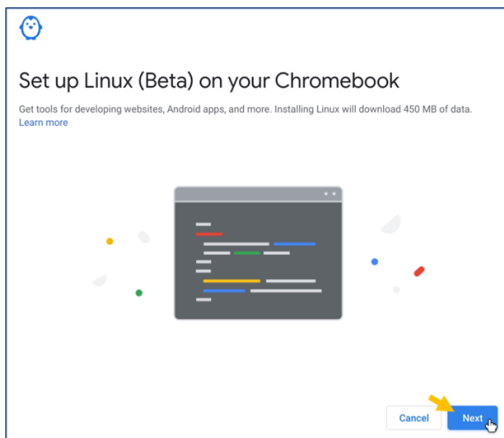 Set up Linux (Beta) on your Chromebook
Get tools for developing websites, Android apps, and more. Installing Linux will download 450 MB of data.
Learn more
Cancel
Next